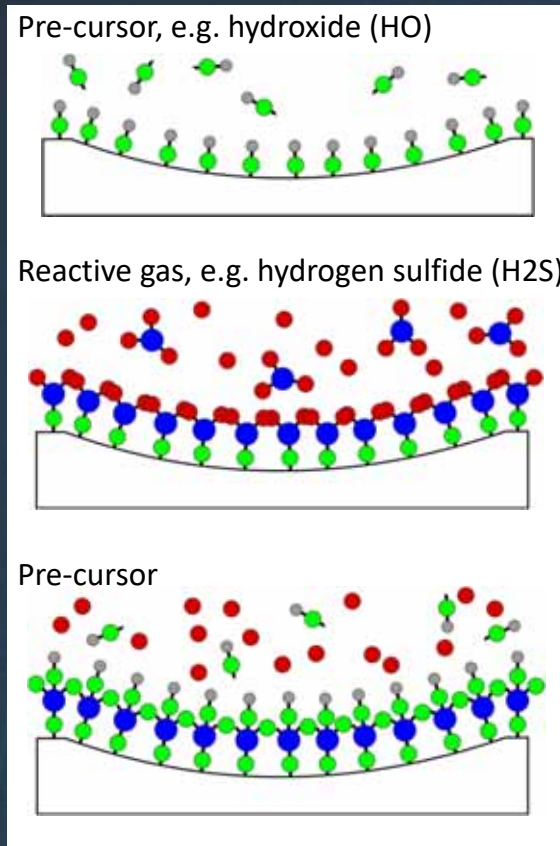 Pre-cursor, e.g. hydroxide (HO)
Reactive gas, e.g. hydrogen sulfide (H2S)
Pre-cursor